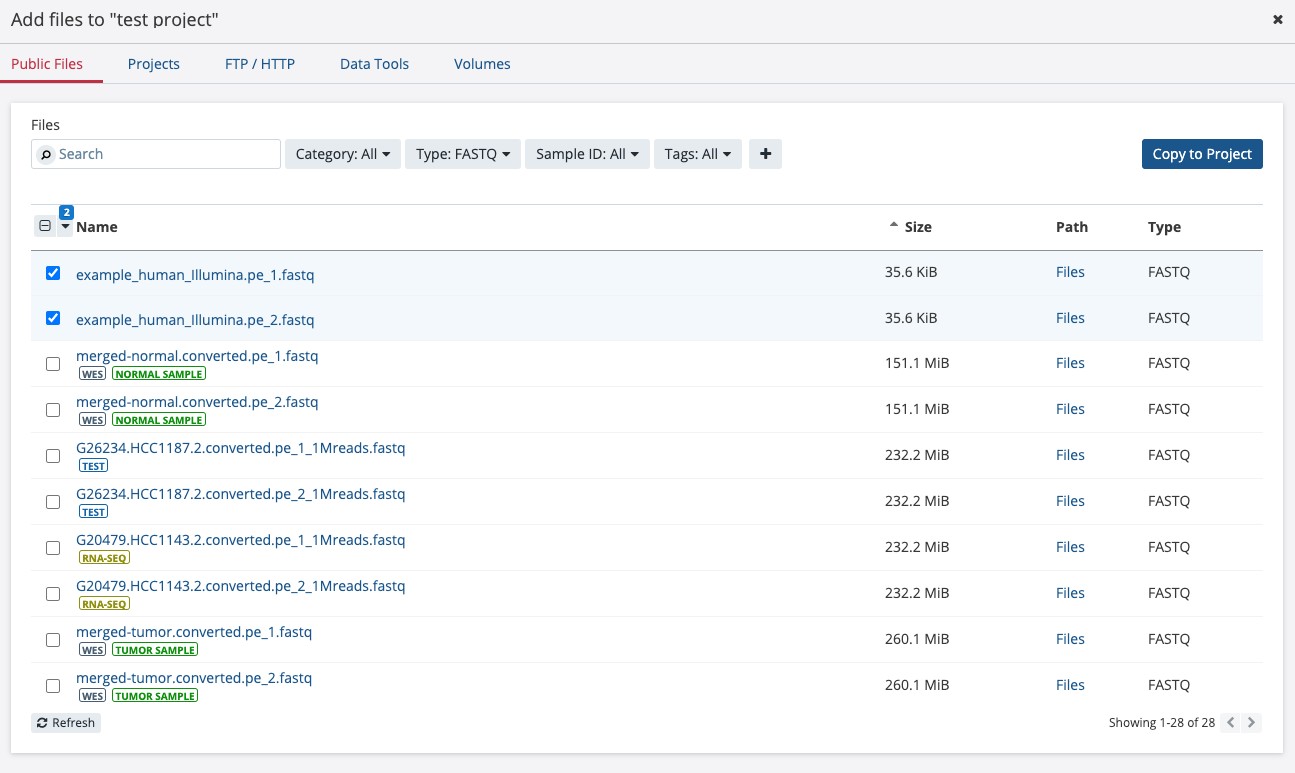 Add files to "test project"
Public Files Projects FTP / HTTP Data Tools Volumes
Files
Search Category: All Type: FASTQ Sample ID: All Tags: All + Copy to Project
2
Name Size Path Type
example_human_Illumina.pe_1.fastq 35.6 KiB Files FASTQ
example_human_Illumina.pe_2.fastq 35.6 KiB Files FASTQ
merged-normal.converted.pe_1.fastq 151.1 MiB Files FASTQ
WES NORMAL SAMPLE
merged-normal.converted.pe_2.fastq 151.1 MiB Files FASTQ
WES NORMAL SAMPLE
G26234.HCC1187.2.converted.pe_1_1Mreads.fastq 232.2 MiB Files FASTQ
TEST
G26234.HCC1187.2.converted.pe_2_1Mreads.fastq 232.2 MiB Files FASTQ
TEST
G20479.HCC1143.2.converted.pe_1_1Mreads.fastq 232.2 MiB Files FASTQ
RNA-SEQ
G20479.HCC1143.2.converted.pe_2_1Mreads.fastq 232.2 MiB Files FASTQ
RNA-SEQ
merged-tumor.converted.pe_1.fastq 260.1 MiB Files FASTQ
WES TUMOR SAMPLE
merged-tumor.converted.pe_2.fastq 260.1 MiB Files FASTQ
WES TUMOR SAMPLE
Refresh Showing 1-28 of 28